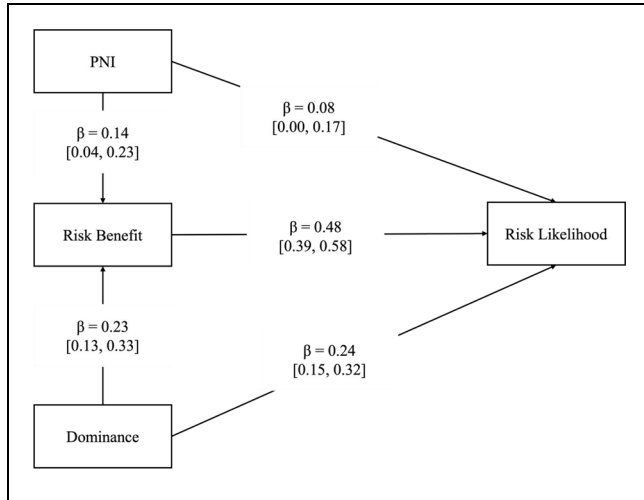 PNI
β = 0.08
[0.00, 0.17]
β = 0.14
[0.04, 0.23]
Risk Benefit
β = 0.48
[0.39, 0.58]
Risk Likelihood
β = 0.23
[0.13, 0.33]
β = 0.24
[0.15, 0.32]
Dominance